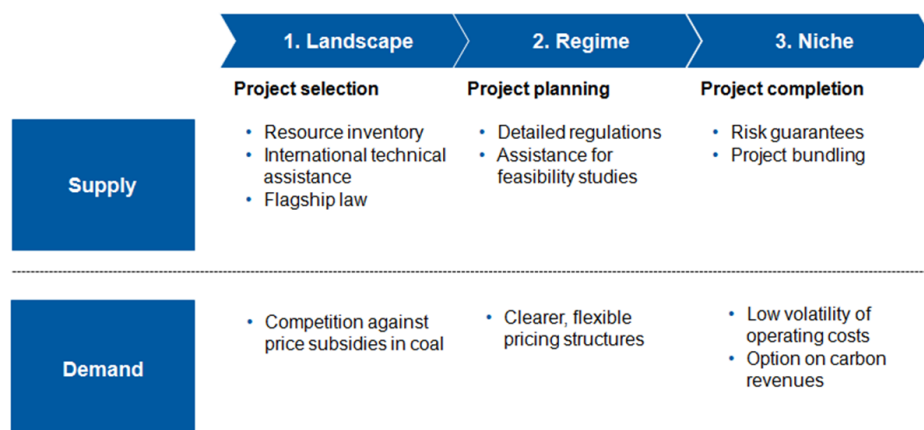 1. Landscape
2. Regime
3. Niche
Project selection
Project planning
Project completion
Supply
• Resource inventory
• International technical
assistance
• Flagship law
• Detailed regulations
• Assistance for
feasibility studies
• Risk guarantees
• Project bundling
Demand
• Competition against
price subsidies in coal
• Clearer, flexible
pricing structures
• Low volatility of
operating costs
• Option on carbon
revenues